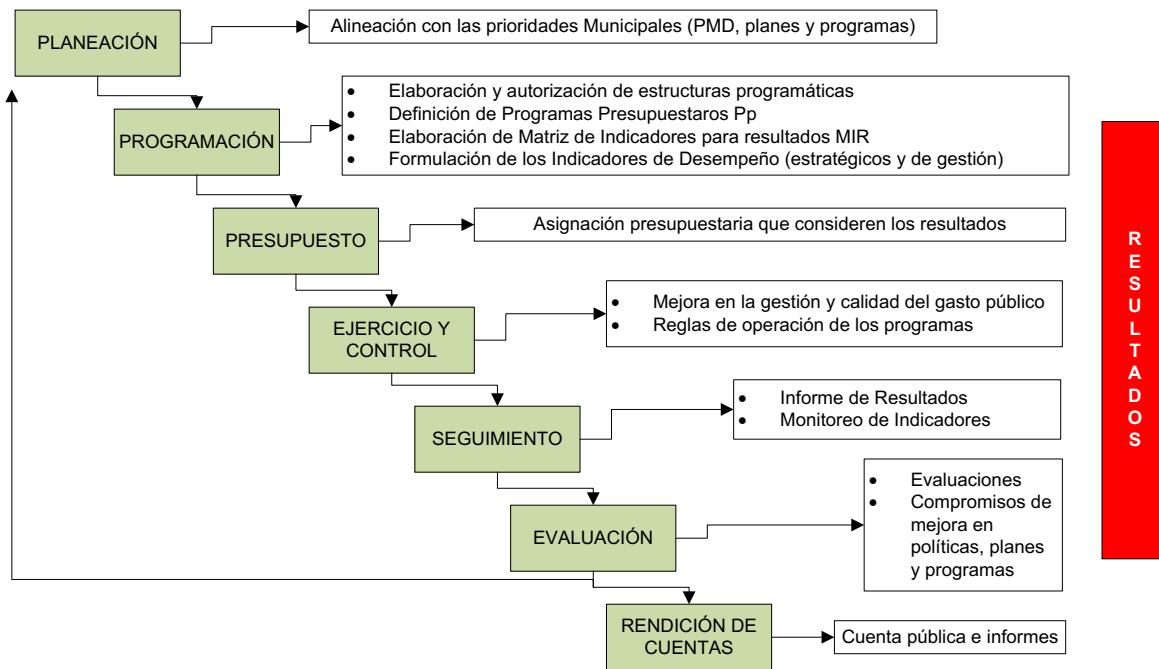 PLANEACIÓN
Alineación con las prioridades Municipales (PMD, planes y programas)
PROGRAMACIÓN
• Elaboración y autorización de estructuras programáticas
• Definición de Programas Presupuestaros Pp
• Elaboración de Matriz de Indicadores para resultados MIR
• Formulación de los Indicadores de Desempeño (estratégicos y de gestión)
PRESUPUESTO
Asignación presupuestaria que consideren los resultados
EJERCICIO Y
CONTROL
• Mejora en la gestión y calidad del gasto público
• Reglas de operación de los programas
SEGUIMIENTO
• Informe de Resultados
• Monitoreo de Indicadores
EVALUACIÓN
• Evaluaciones
• Compromisos de
mejora en
políticas, planes
y programas
RENDICIÓN DE
CUENTAS
Cuenta pública e informes
R
E
S
U
L
T
A
D
O
S